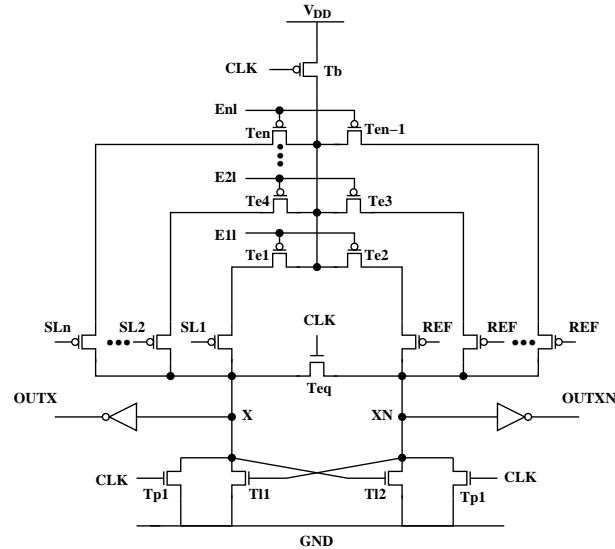 VDD
CLK
Tb
Enl
Ten
Ten−1
E2l
Te4
Te3
E1l
Te1
Te2
SLn
SL2
SL1
CLK
REF
REF
REF
Teq
OUTX
X
XN
OUTXN
CLK
Tp1
Tl1
Tl2
Tp1
CLK
GND